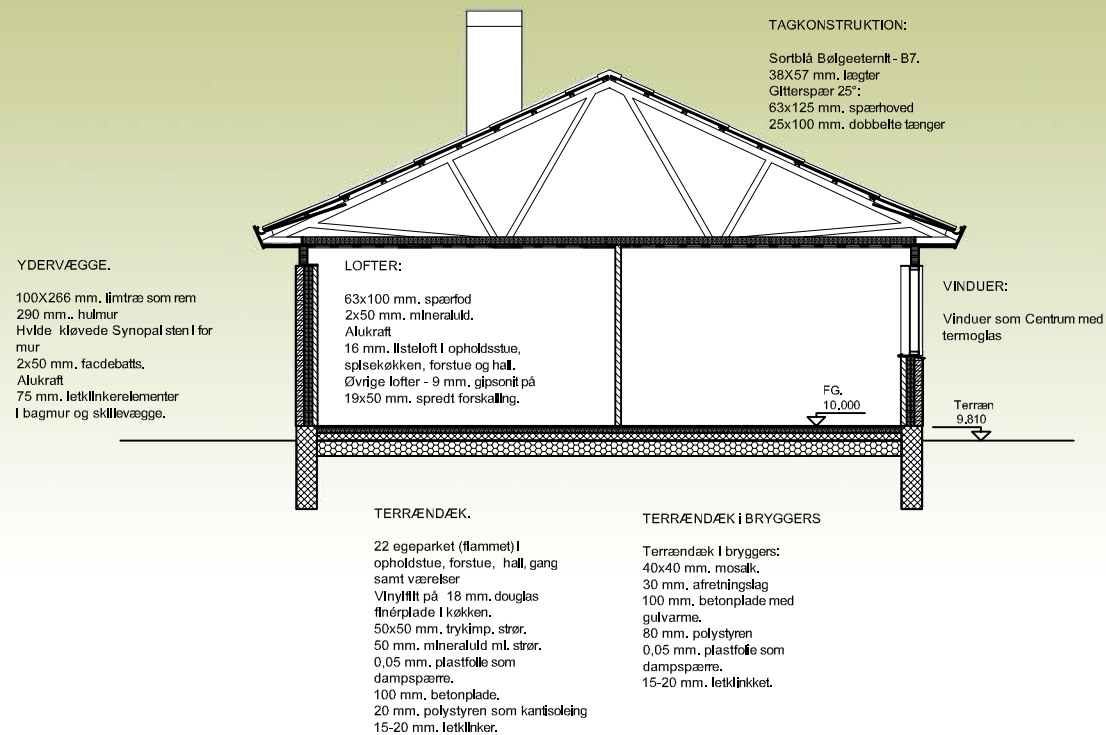 TAGKONSTRUKTION:
Sortblå Bølgeeternit - B7.
38X57 mm. lægter
Gitterspær 25°:
63x125 mm. spærhoved
25x100 mm. dobbelte tænger
YDERVÆGGE.
100X266 mm. limtræ som rem
290 mm.. hulmur
Hvide kløvede Synopal sten i for
mur
2x50 mm. facdebatts.
Alukraft
75 mm. letklinkerelementer
i bagmur og skillevægge.
LOFTER:
63x100 mm. spærfod
2x50 mm. mineraluld.
Alukraft
16 mm. listeloft i opholdsstue,
spisekøkken, forstue og hall.
Øvrige lofter - 9 mm. gipsonit på
19x50 mm. spredt forskalling.
VINDUER:
Vinduer som Centrum med
termoglas
FG.
10.000
Terræn
9.810
TERRÆNDÆK.
22 egeparket (flammet) i
opholdstue, forstue, hall, gang
samt værelser
Vinylfilt på 18 mm. douglas
finérplade i køkken.
50x50 mm. trykimp. strør.
50 mm. mineraluld ml. strør.
0,05 mm. plastfolie som
dampspærre.
100 mm. betonplade.
20 mm. polystyren som kantisoleing
15-20 mm. letklinker.
TERRÆNDÆK i BRYGGERS
Terrændæk i bryggers:
40x40 mm. mosaik.
30 mm. afretningslag
100 mm. betonplade med
gulvarme.
80 mm. polystyren
0,05 mm. plastfolie som
dampspærre.
15-20 mm. letklinkket.